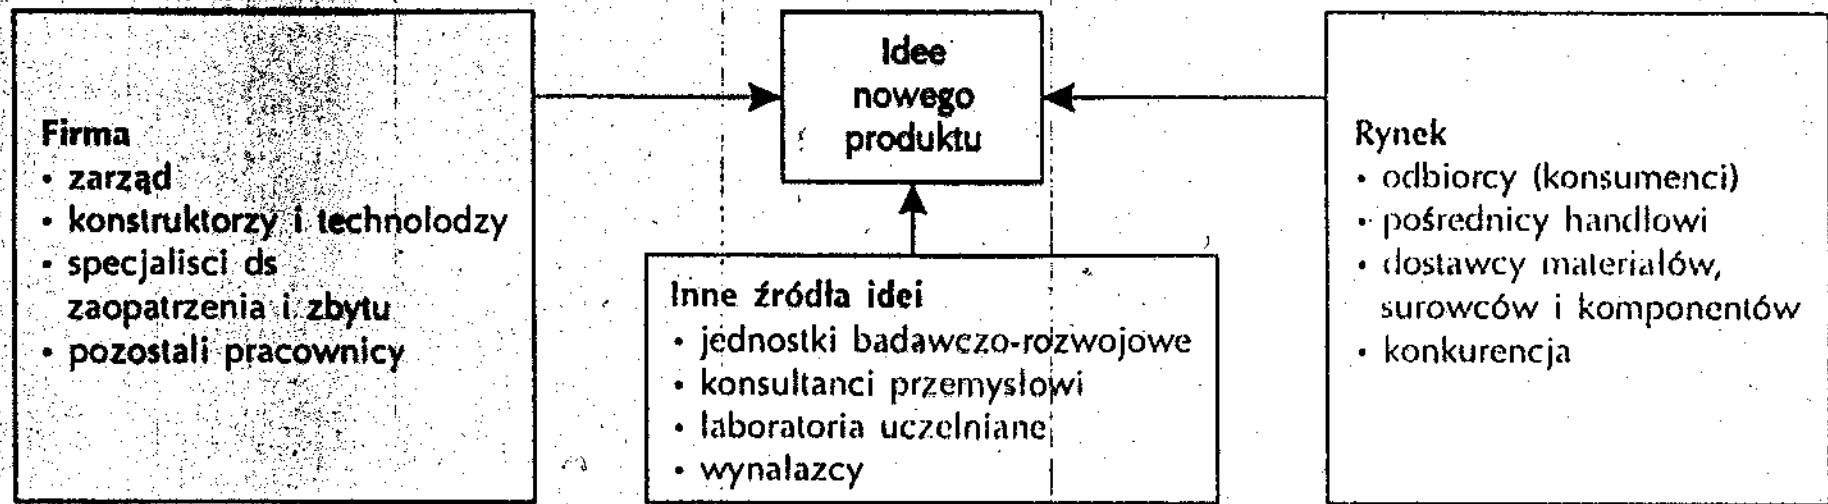 Idee
nowego
produktu
Firma
• zarząd
• konstruktorzy i technolodzy
• specjalisci ds
zaopatrzenia i zbytu
• pozostali pracownicy
Inne źródła idei
• jednostki badawczo-rozwojowe
• konsultanci przemysłowi
• laboratoria uczelniane
• wynalazcy
Rynek
• odbiorcy (konsumenci)
• pośrednicy handlowi
• dostawcy materiałów,
surowców i komponentów
• konkurencja